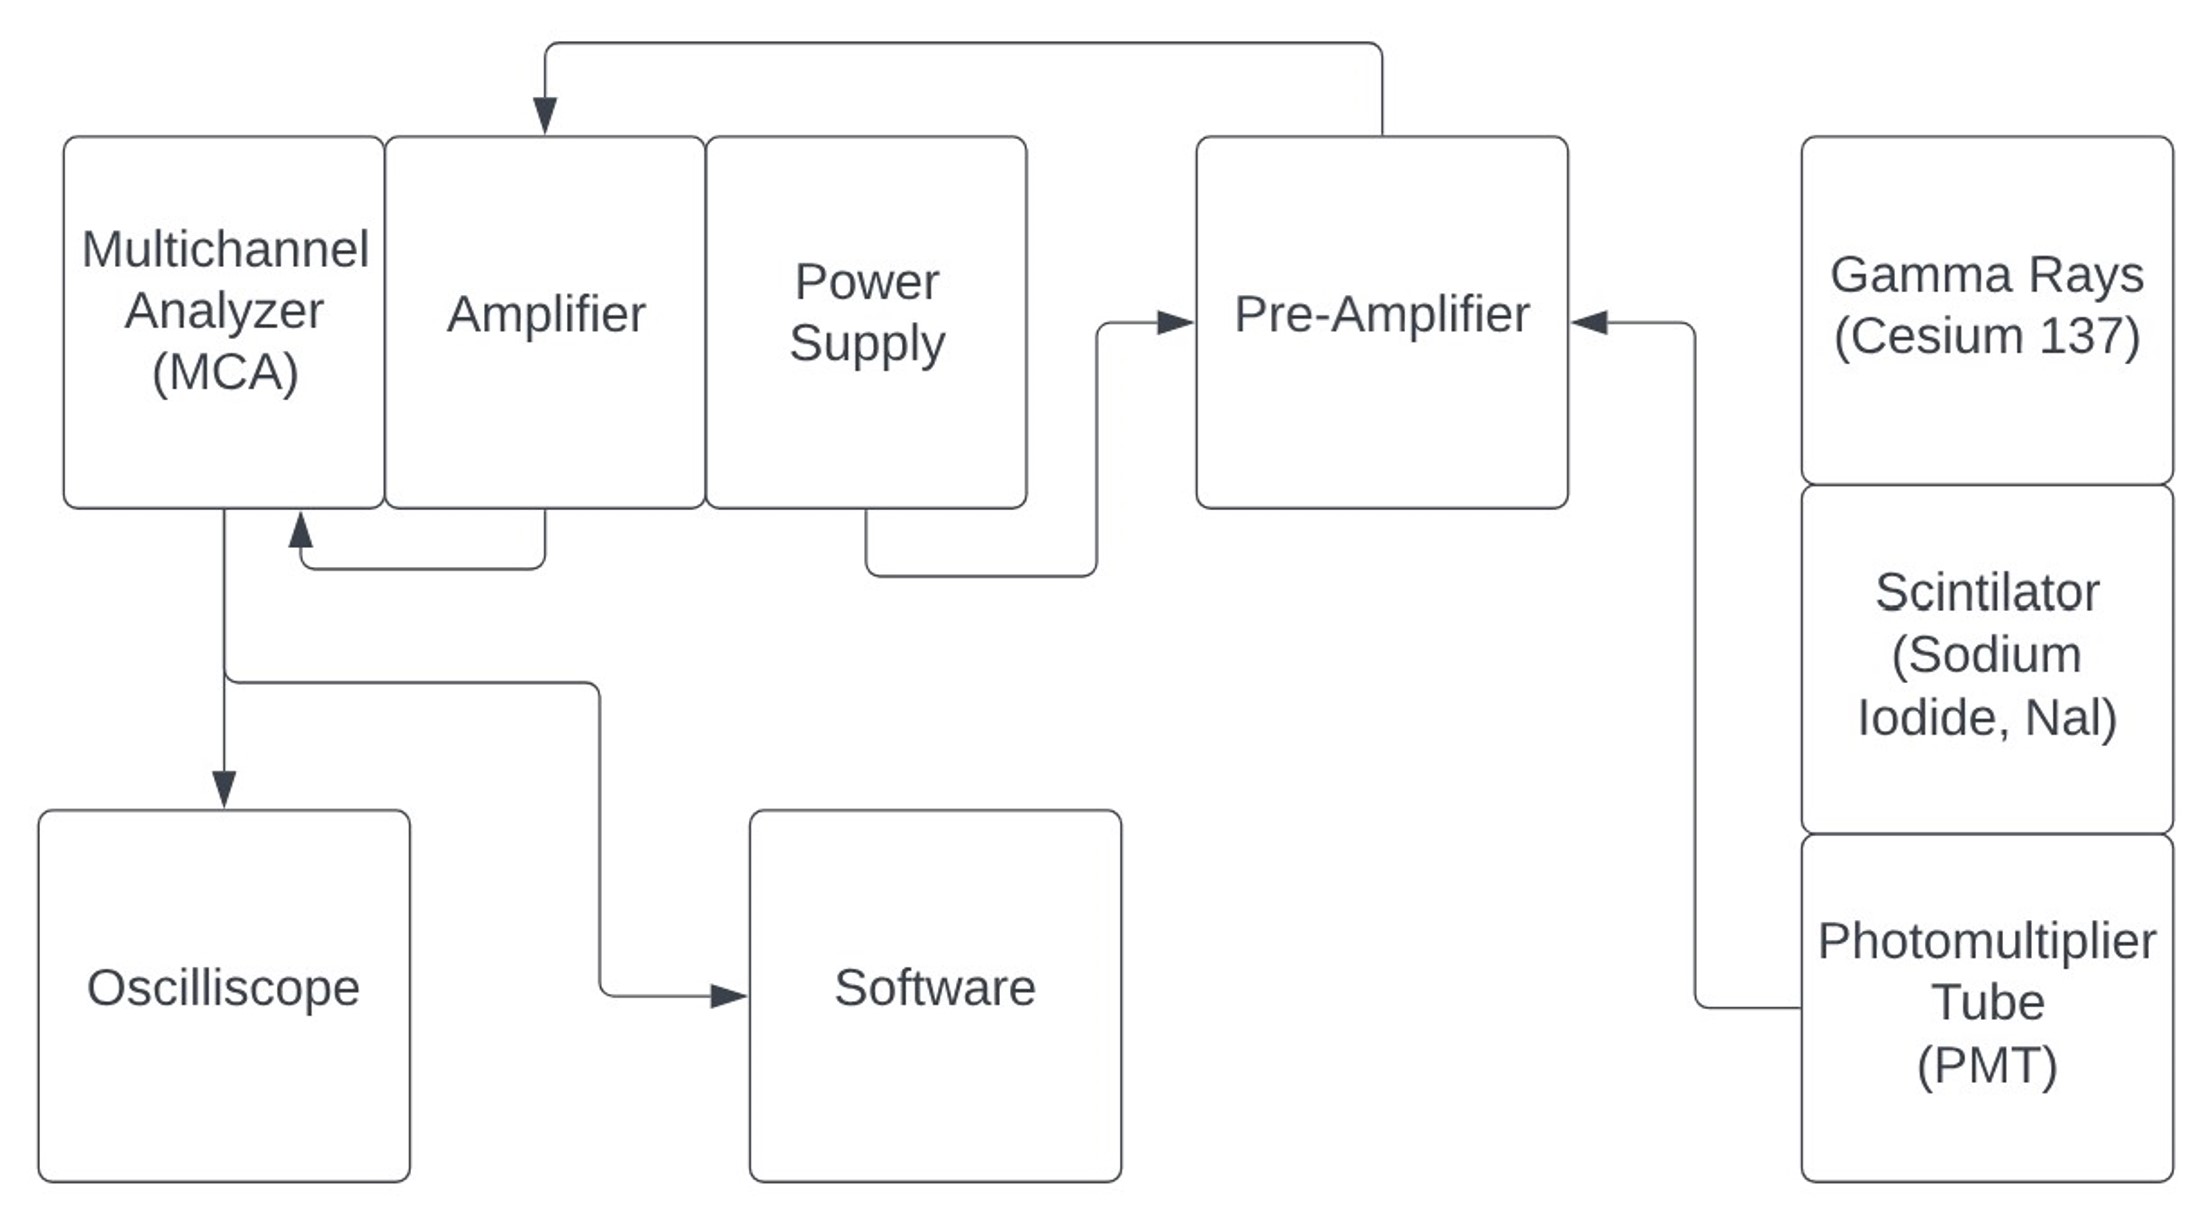 Multichannel
Analyzer
(MCA)
Amplifier
Power
Supply
Pre-Amplifier
Gamma Rays
(Cesium 137)
Scintilator
(Sodium
Iodide, NaI)
Photomultiplier
Tube
(PMT)
Oscilliscope
Software